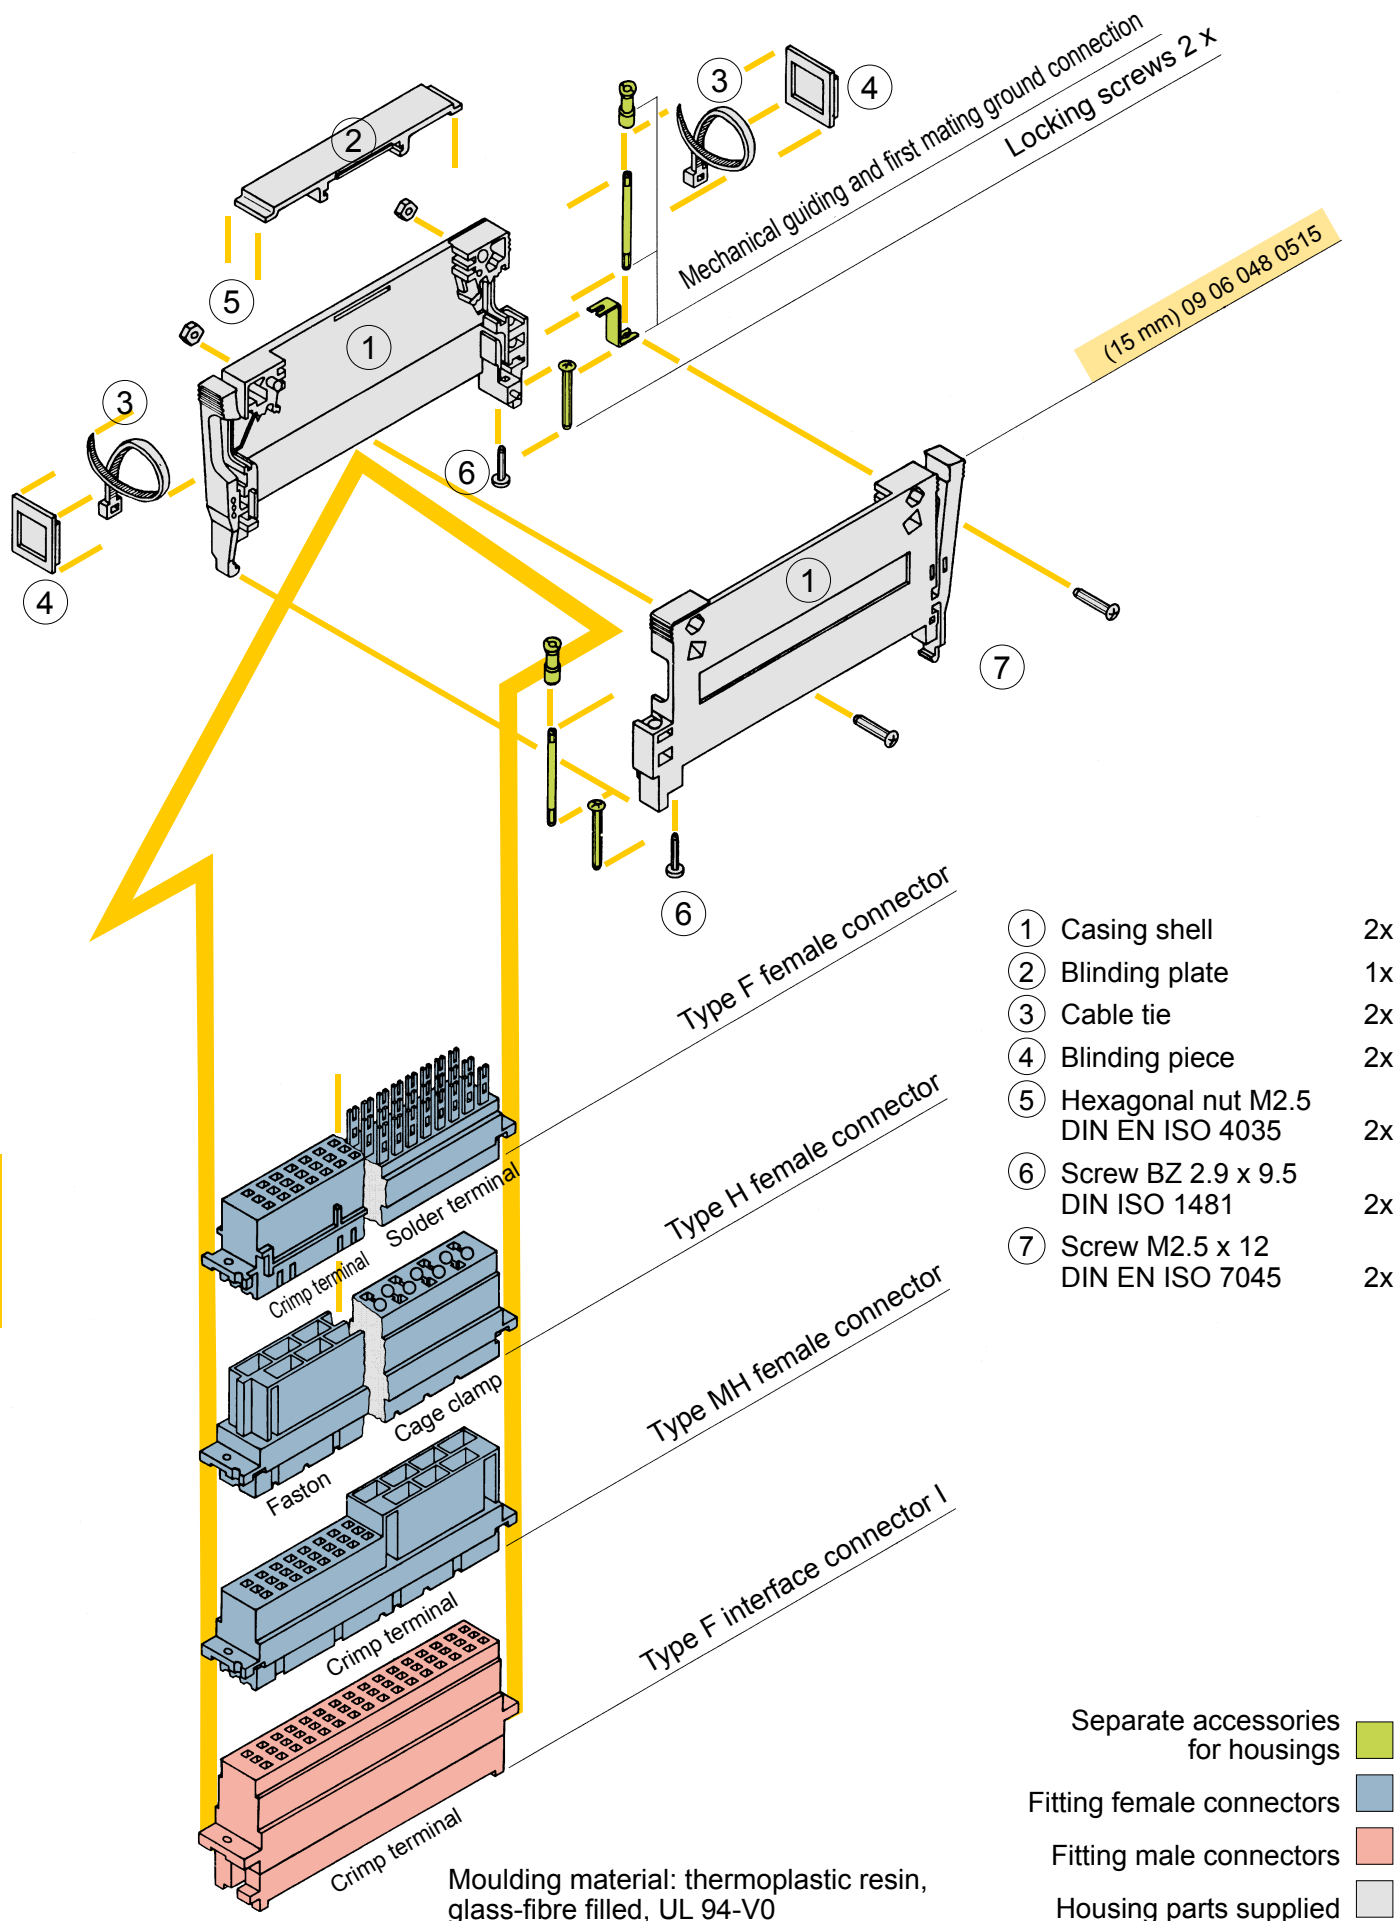 3
4
2
Mechanical guiding and first mating ground connection
Locking screws 2 x
5
1
(15 mm) 09 06 048 0515
3
6
1
4
7
6
Type F female connector
1 Casing shell 2x
2 Blinding plate 1x
3 Cable tie 2x
4 Blinding piece 2x
5 Hexagonal nut M2.5
DIN EN ISO 4035 2x
6 Screw BZ 2.9 x 9.5
DIN ISO 1481 2x
7 Screw M2.5 x 12
DIN EN ISO 7045 2x
Solder terminal
Crimp terminal
Type H female connector
Cage clamp
Faston
Type MH female connector
Crimp terminal
Type F interface connector I
Crimp terminal
Moulding material: thermoplastic resin,
glass-fibre filled, UL 94-V0
Separate accessories
for housings
Fitting female connectors
Fitting male connectors
Housing parts supplied